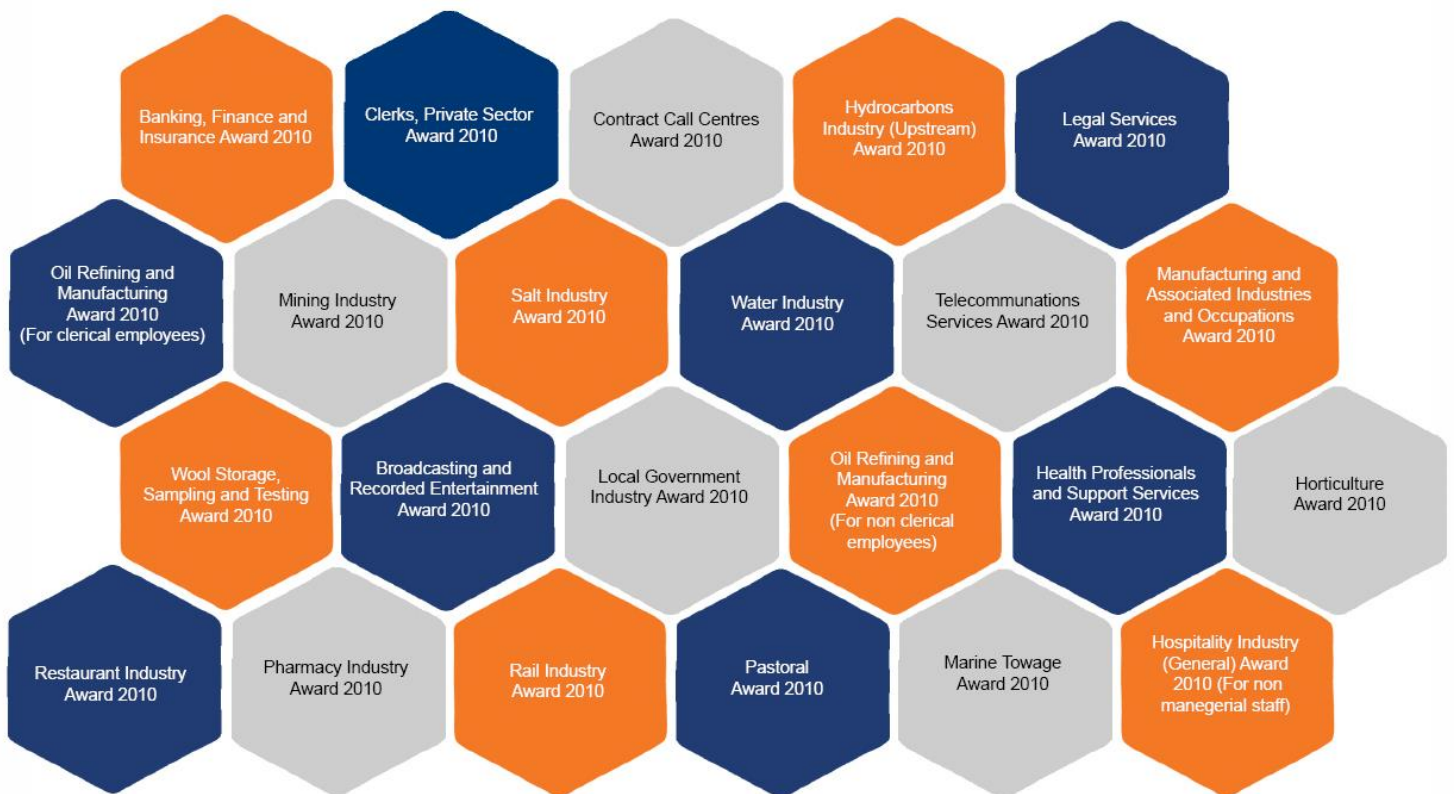 Banking, Finance and
Insurance Award 2010
Clerks, Private Sector
Award 2010
Contract Call Centres
Award 2010
Hydrocarbons
Industry (Upstream)
Award 2010
Legal Services
Award 2010
Oil Refining and
Manufacturing
Award 2010
(For clerical employees)
Mining Industry
Award 2010
Salt Industry
Award 2010
Water Industry
Award 2010
Telecommunations
Services Award 2010
Manufacturing and
Associated Industries
and Occupations
Award 2010
Wool Storage,
Sampling and Testing
Award 2010
Broadcasting and
Recorded Entertainment
Award 2010
Local Government
Industry Award 2010
Oil Refining and
Manufacturing
Award 2010
(For non clerical
employees)
Health Professionals
and Support Services
Award 2010
Horticulture
Award 2010
Restaurant Industry
Award 2010
Pharmacy Industry
Award 2010
Rail Industry
Award 2010
Pastoral
Award 2010
Marine Towage
Award 2010
Hospitality Industry
(General) Award
2010 (For non
manegerial staff)